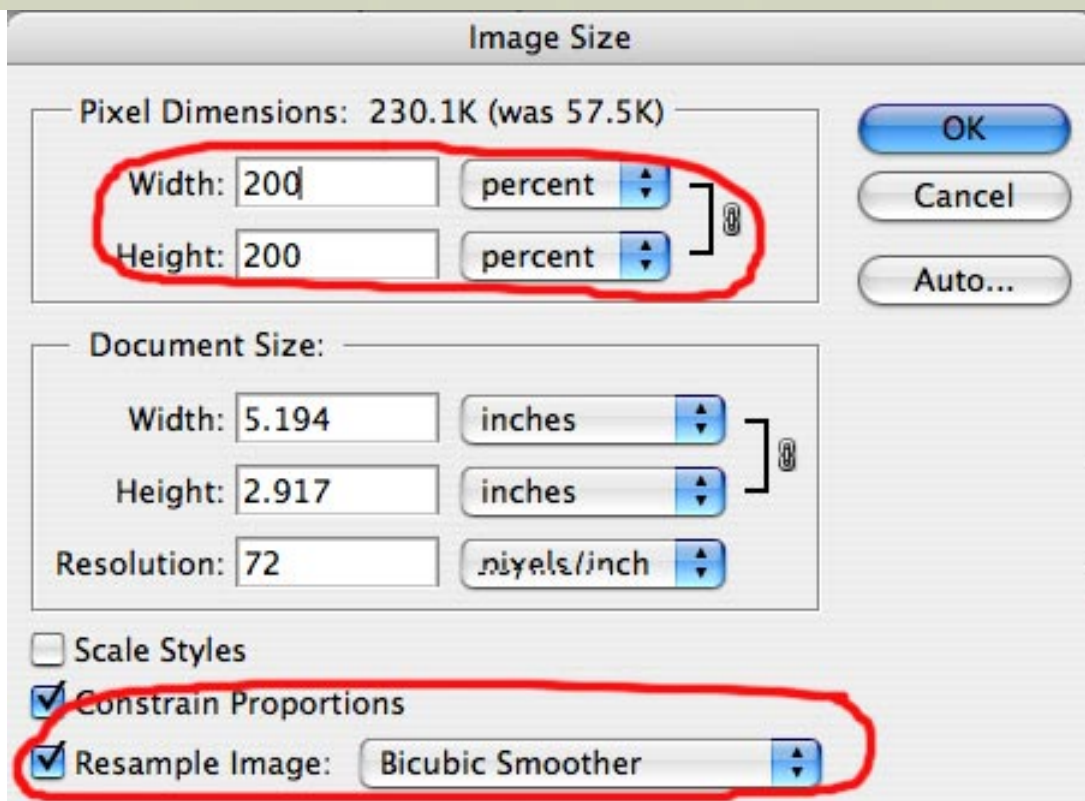 Image Size
Pixel Dimensions: 230.1K (was 57.5K)
Width: 200 percent
Height: 200 percent
OK
Cancel
Auto...
Document Size:
Width: 5.194 inches
Height: 2.917 inches
Resolution: 72 pixels/inch
Scale Styles
Constrain Proportions
Resample Image: Bicubic Smoother